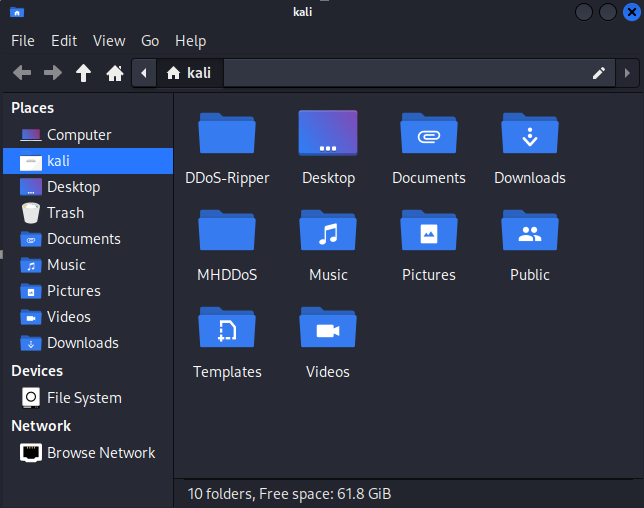 kali
File Edit View Go Help
kali
Places
Computer
kali
Desktop
Trash
Documents
Music
Pictures
Videos
Downloads
Devices
File System
Network
Browse Network
DDoS-Ripper Desktop Documents Downloads
MHDDoS Music Pictures Public
Templates Videos
10 folders, Free space: 61.8 GiB